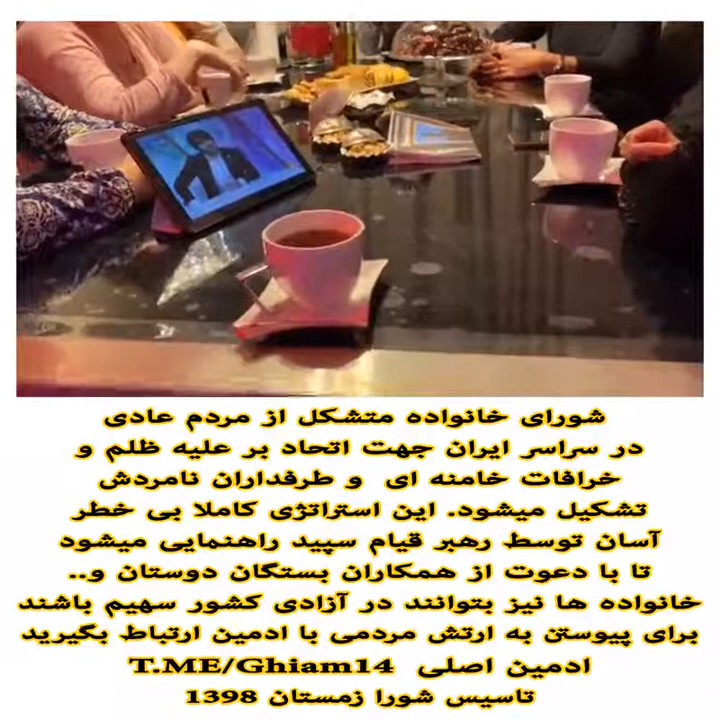 شورای خانواده متشکل از مردم عادی
در سراسر ایران جهت اتحاد بر علیه ظلم و
خرافات خامنه ای و طرفداران نامردش
تشکیل میشود. این استراتژی کاملا بی خطر
آسان توسط رهبر قیام سپید راهنمایی میشود
تا با دعوت از همکاران بستگان دوستان و..
خانواده ها نیز بتوانند در آزادی کشور سهیم باشند
برای پیوستن به ارتش مردمی با ادمین ارتباط بگیرید
ادمین اصلی T.ME/Ghiam14
تاسیس شورا زمستان 1398